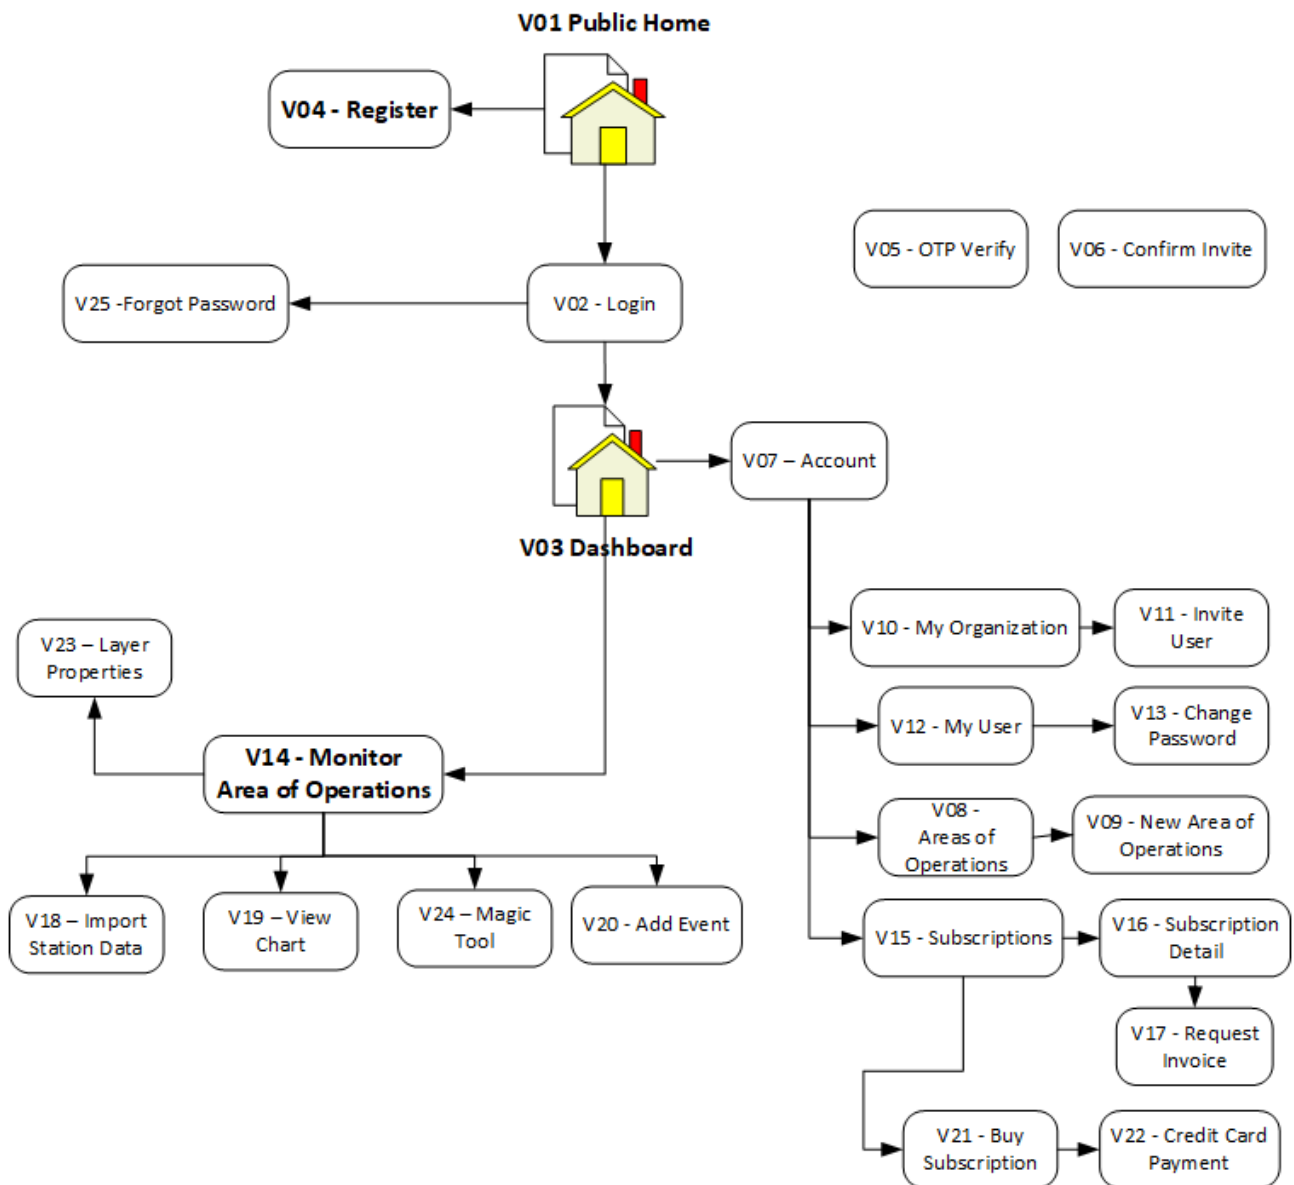 V01 Public Home
V04 - Register
V05 - OTP Verify
V06 - Confirm Invite
V25 -Forgot Password
V02 - Login
V07 – Account
V03 Dashboard
V23 – Layer
Properties
V10 - My Organization
V11 - Invite
User
V12 - My User
V13 - Change
Password
V14 - Monitor
Area of Operations
V08 -
Areas of
Operations
V09 - New Area of
Operations
V18 – Import
Station Data
V19 – View
Chart
V24 – Magic
Tool
V20 - Add Event
V15 - Subscriptions
V16 - Subscription
Detail
V17 - Request
Invoice
V21 - Buy
Subscription
V22 - Credit Card
Payment